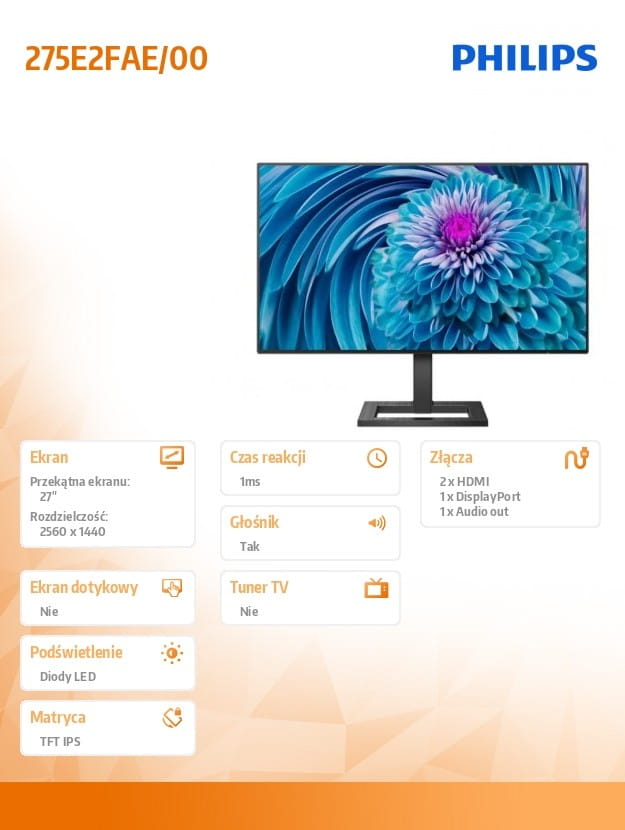 275E2FAE/00
PHILIPS
Ekran
Przekątna ekranu:
27"
Rozdzielczość:
2560 x 1440
Czas reakcji
1ms
Złącza
2 x HDMI
1 x DisplayPort
1 x Audio out
Głośnik
Tak
Ekran dotykowy
Nie
Tuner TV
Nie
Podświetlenie
Diody LED
Matryca
TFT IPS